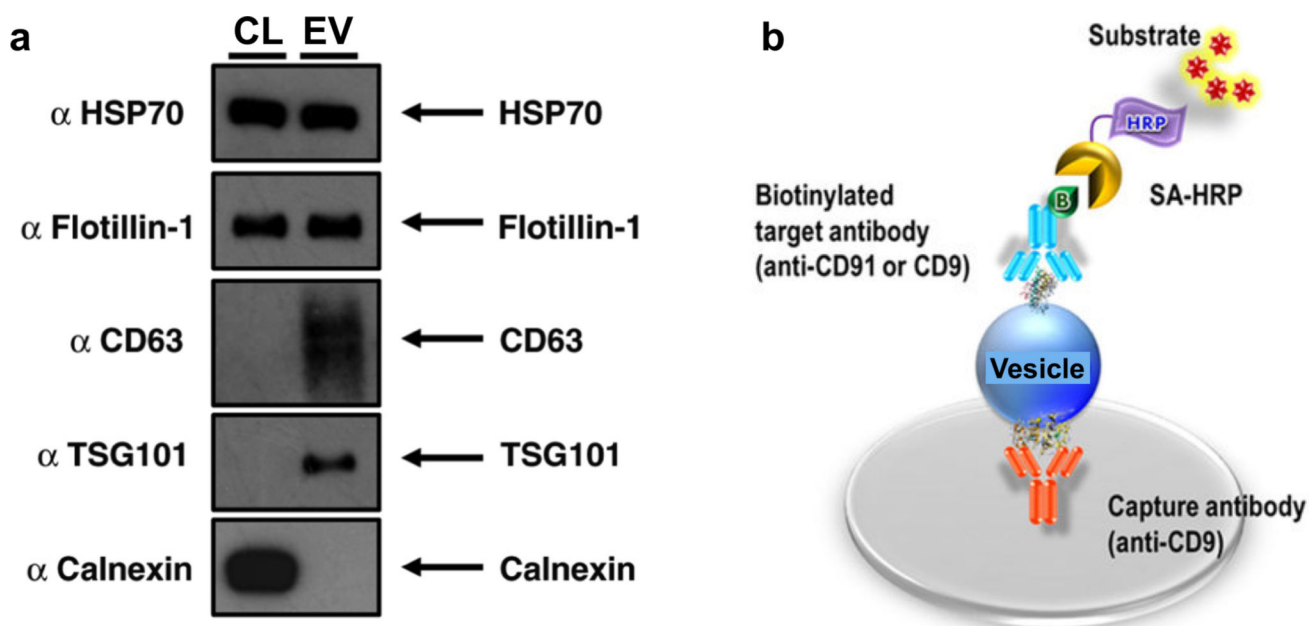 a
CL EV
α HSP70 HSP70
α Flotillin-1 Flotillin-1
α CD63 CD63
α TSG101 TSG101
α Calnexin Calnexin
b
Substrate
HRP
SA-HRP
B
Biotinylated
target antibody
(anti-CD91 or CD9)
Vesicle
Capture antibody
(anti-CD9)